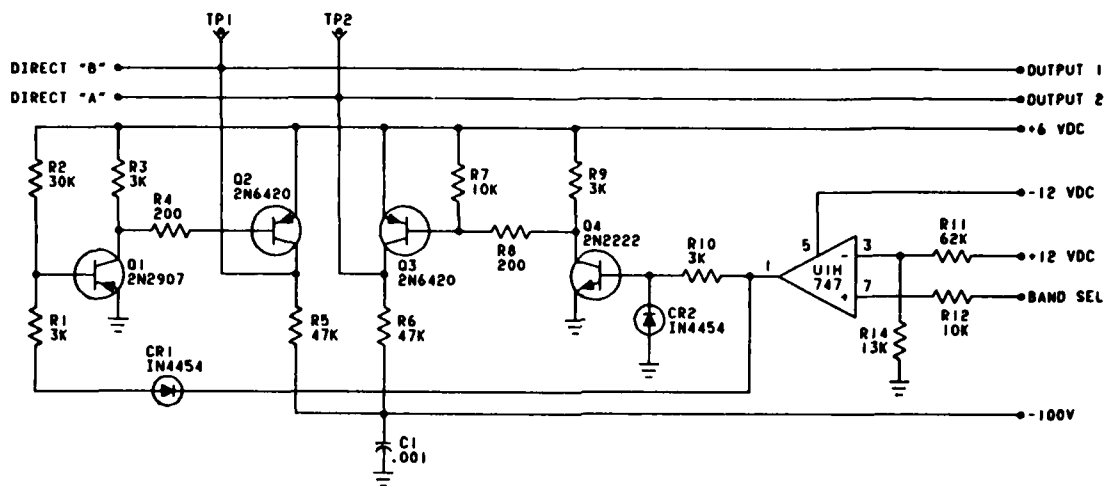 TP1
TP2
DIRECT "B"
OUTPUT 1
DIRECT "A"
OUTPUT 2
+6 VDC
R2
30K
R3
3K
R4
200
Q2
2N6420
R7
10K
R9
3K
-12 VDC
Q1
2N2907
Q3
2N6420
R8
200
Q4
2N2222
R10
3K
1
5
U1H
747
-
+
3
7
R11
62K
+12 VDC
BAND SEL
R12
10K
R14
13K
R1
3K
R5
47K
R6
47K
CR2
IN4454
CR1
IN4454
-100V
C1
.001